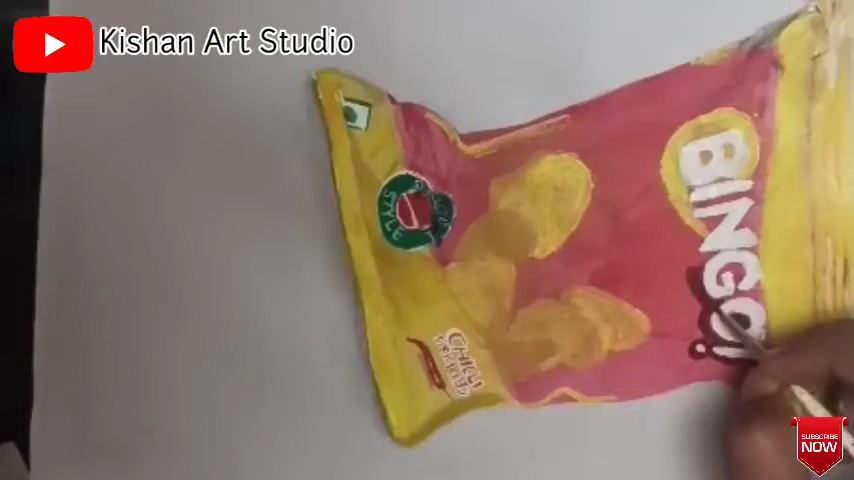 Kishan Art Studio
BINGO!
STYLE
CHILLI
SUBSCRIBE
NOW